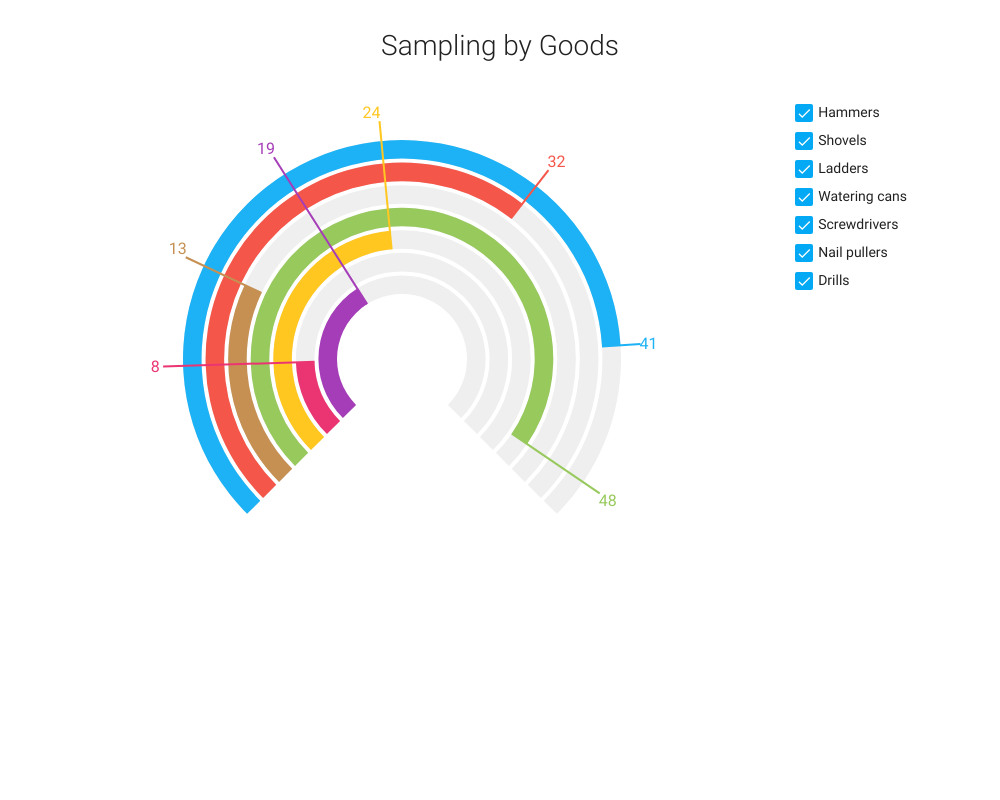 Sampling by Goods
24
19
32
13
8
41
48
Hammers
Shovels
Ladders
Watering cans
Screwdrivers
Nail pullers
Drills